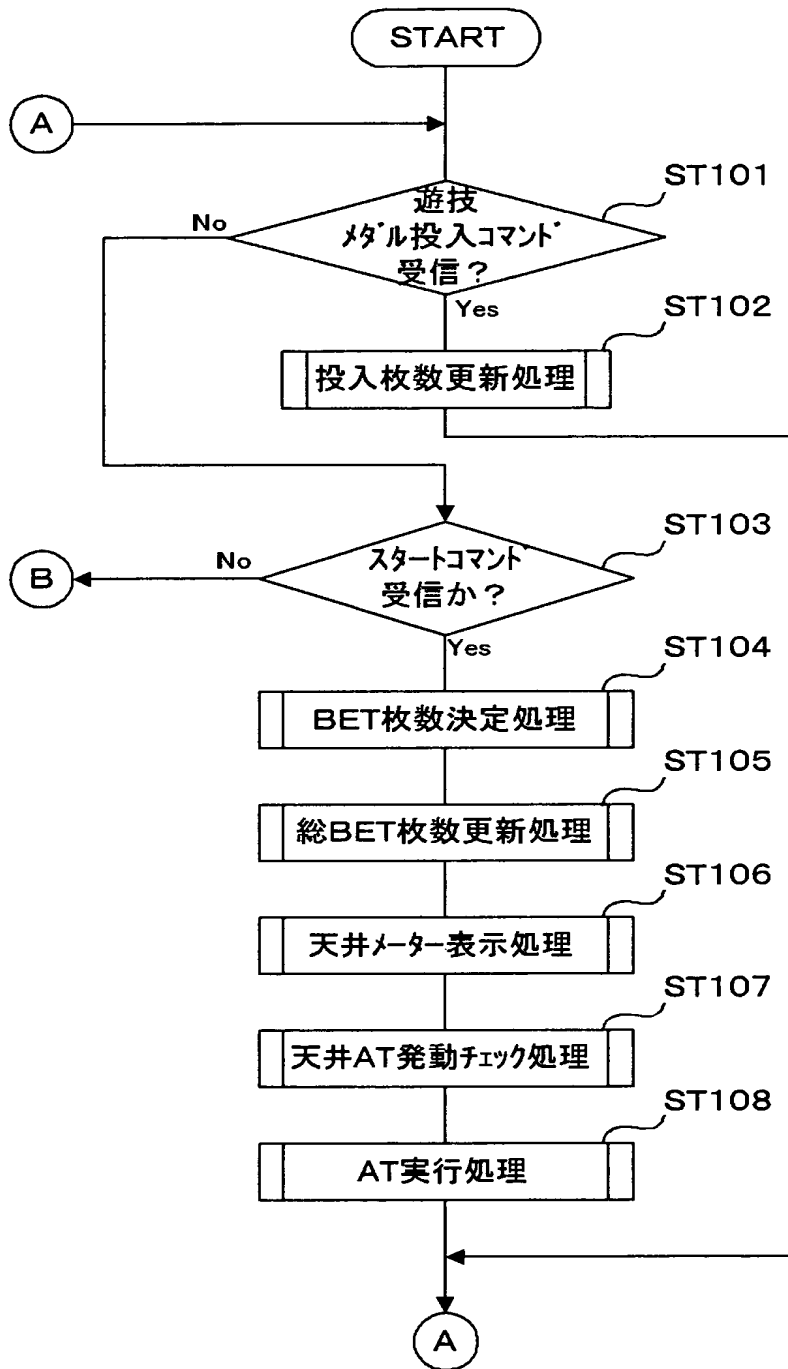 START
A
ST101
遊技
ﾒﾀﾞﾙ投入ｺﾏﾝﾄﾞ
受信？
No
Yes
ST102
投入枚数更新処理
ST103
ｽﾀｰﾄｺﾏﾝﾄﾞ
受信か？
No
B
Yes
ST104
BET枚数決定処理
ST105
総BET枚数更新処理
ST106
天井ﾒｰﾀｰ表示処理
ST107
天井AT発動ﾁｪｯｸ処理
ST108
AT実行処理
A